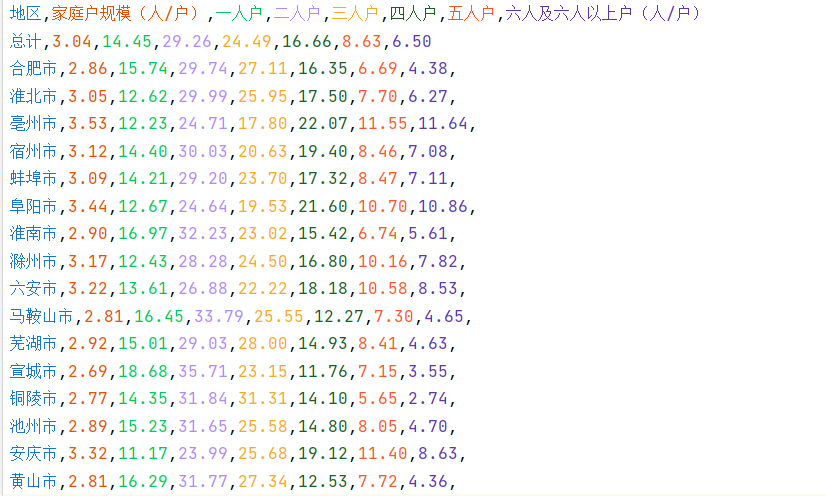 地区,家庭户规模（人/户）,一人户,二人户,三人户,四人户,五人户,六人及六人以上户（人/户）
总计,3.04,14.45,29.26,24.49,16.66,8.63,6.50
合肥市,2.86,15.74,29.74,27.11,16.35,6.69,4.38,
淮北市,3.05,12.62,29.99,25.95,17.50,7.70,6.27,
亳州市,3.53,12.23,24.71,17.80,22.07,11.55,11.64,
宿州市,3.12,14.40,30.03,20.63,19.40,8.46,7.08,
蚌埠市,3.09,14.21,29.20,23.70,17.32,8.47,7.11,
阜阳市,3.44,12.67,24.64,19.53,21.60,10.70,10.86,
淮南市,2.90,16.97,32.23,23.02,15.42,6.74,5.61,
滁州市,3.17,12.43,28.28,24.50,16.80,10.16,7.82,
六安市,3.22,13.61,26.88,22.22,18.18,10.58,8.53,
马鞍山市,2.81,16.45,33.79,25.55,12.27,7.30,4.65,
芜湖市,2.92,15.01,29.03,28.00,14.93,8.41,4.63,
宣城市,2.69,18.68,35.71,23.15,11.76,7.15,3.55,
铜陵市,2.77,14.35,31.84,31.31,14.10,5.65,2.74,
池州市,2.89,15.23,31.65,25.58,14.80,8.05,4.70,
安庆市,3.32,11.17,23.99,25.68,19.12,11.40,8.63,
黄山市,2.81,16.29,31.77,27.34,12.53,7.72,4.36,